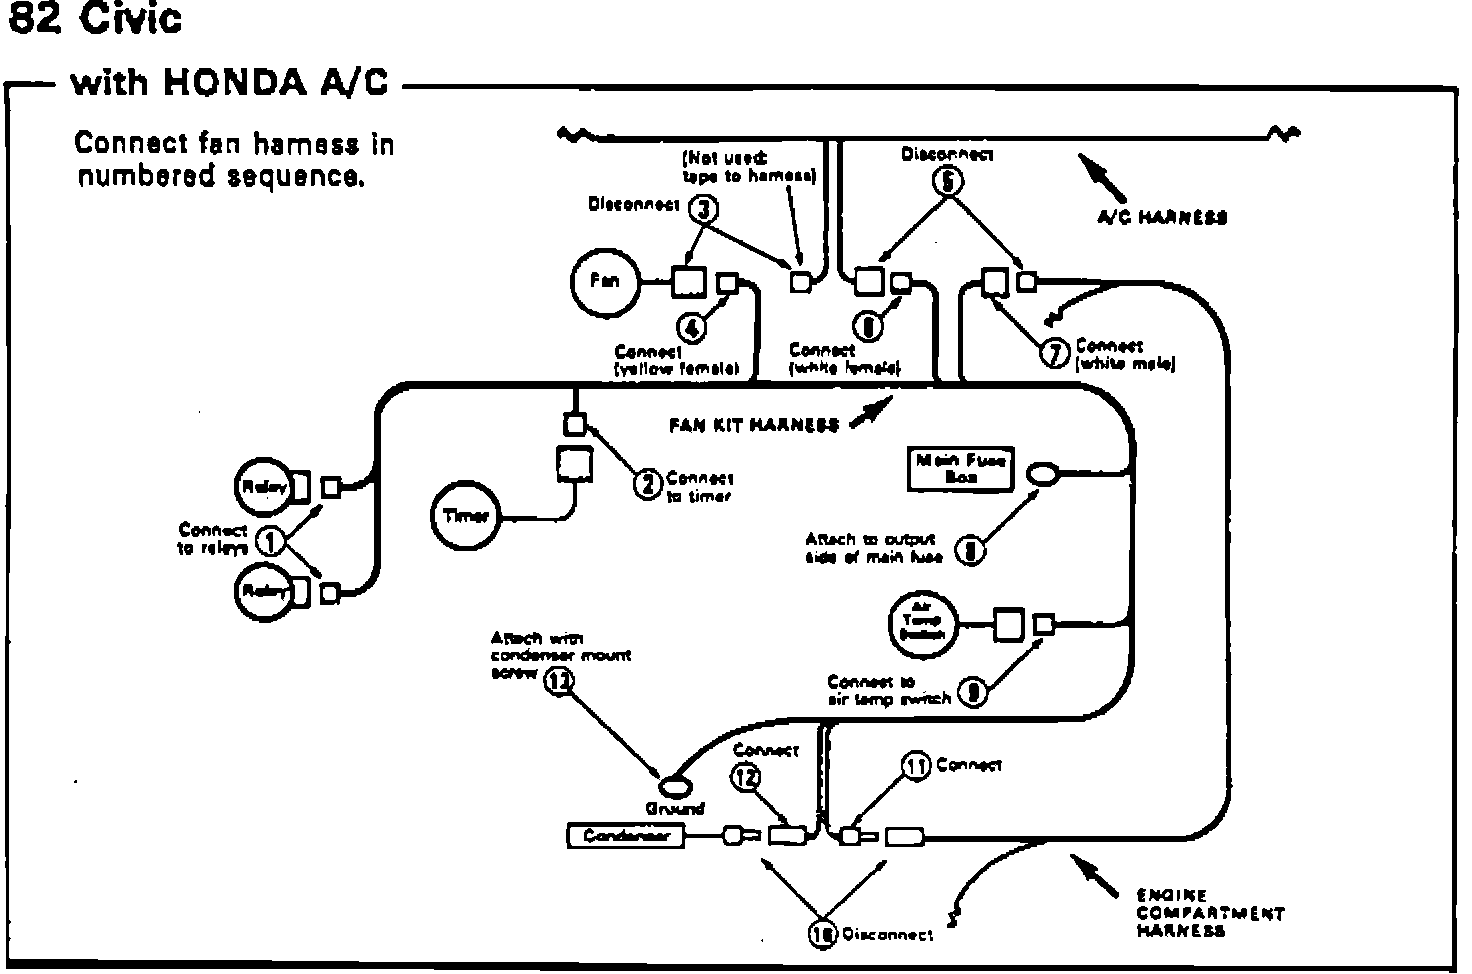 82 Civic
with HONDA A/C
Connect fan harness in
numbered sequence.
(Not used:
tape to harness)
Disconnect
5
Disconnect 3
A/C HARNESS
Fan
4
Connect
(yellow female)
6
Connect
(white female)
7 Connect
(white male)
FAN KIT HARNESS
Main Fuse
Box
Relay
2 Connect
to timer
Timer
Connect
to relays 1
Attach to output
side of main fuse 8
Relay
Air
Temp
Switch
Attach with
condenser mount
screw 13
Connect to
air temp switch 9
Connect
12
11 Connect
Ground
Condenser
10 Disconnect
ENGINE
COMPARTMENT
HARNESS